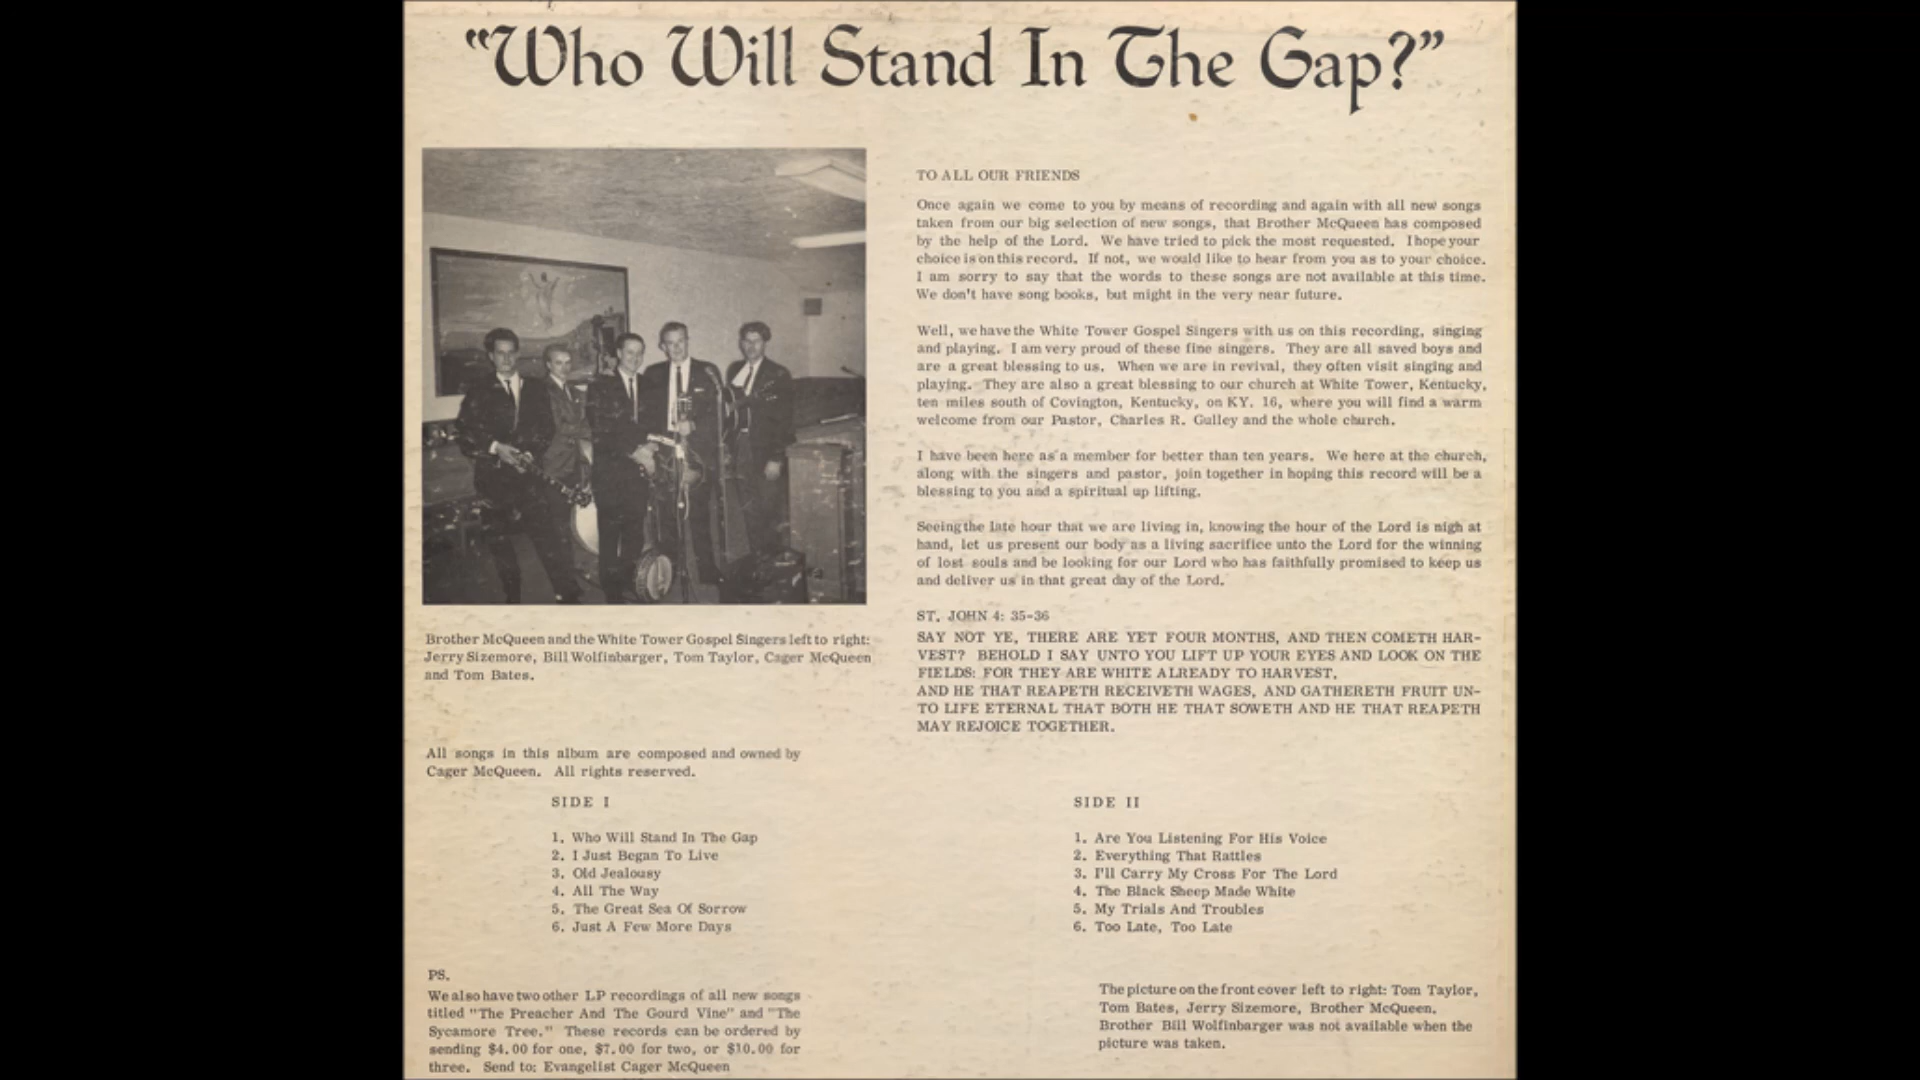 "Who Will Stand In The Gap?"
TO ALL OUR FRIENDS
Once again we come to you by means of recording and again with all new songs
taken from our big selection of new songs, that Brother McQueen has composed
by the help of the Lord. We have tried to pick the most requested. I hope your
choice is on this record. If not, we would like to hear from you as to your choice.
I am sorry to say that the words to these songs are not available at this time.
We don't have song books, but might in the very near future.
Well, we have the White Tower Gospel Singers with us on this recording, singing
and playing. I am very proud of these fine singers. They are all saved boys and
are a great blessing to us. When we are in revival, they often visit singing and
playing. They are also a great blessing to our church at White Tower, Kentucky,
ten miles south of Covington, Kentucky, on KY. 16, where you will find a warm
welcome from our Pastor, Charles R. Gulley and the whole church.
I have been here as a member for better than ten years. We here at the church,
along with the singers and pastor, join together in hoping this record will be a
blessing to you and a spiritual up lifting.
Seeing the late hour that we are living in, knowing the hour of the Lord is nigh at
hand, let us present our body as a living sacrifice unto the Lord for the winning
of lost souls and be looking for our Lord who has faithfully promised to keep us
and deliver us in that great day of the Lord.
ST. JOHN 4: 35-36
SAY NOT YE, THERE ARE YET FOUR MONTHS, AND THEN COMETH HAR-
VEST? BEHOLD I SAY UNTO YOU LIFT UP YOUR EYES AND LOOK ON THE
FIELDS: FOR THEY ARE WHITE ALREADY TO HARVEST.
AND HE THAT REAPETH RECEIVETH WAGES, AND GATHERETH FRUIT UN-
TO LIFE ETERNAL THAT BOTH HE THAT SOWETH AND HE THAT REAPETH
MAY REJOICE TOGETHER.
Brother McQueen and the White Tower Gospel Singers left to right:
Jerry Sizemore, Bill Wolfinbarger, Tom Taylor, Cager McQueen
and Tom Bates.
All songs in this album are composed and owned by
Cager McQueen. All rights reserved.
SIDE I
1. Who Will Stand In The Gap
2. I Just Began To Live
3. Old Jealousy
4. All The Way
5. The Great Sea Of Sorrow
6. Just A Few More Days
SIDE II
1. Are You Listening For His Voice
2. Everything That Rattles
3. I'll Carry My Cross For The Lord
4. The Black Sheep Made White
5. My Trials And Troubles
6. Too Late, Too Late
PS.
We also have two other LP recordings of all new songs
titled "The Preacher And The Gourd Vine" and "The
Sycamore Tree." These records can be ordered by
sending $4.00 for one, $7.00 for two, or $10.00 for
three. Send to: Evangelist Cager McQueen
The picture on the front cover left to right: Tom Taylor,
Tom Bates, Jerry Sizemore, Brother McQueen.
Brother Bill Wolfinbarger was not available when the
picture was taken.